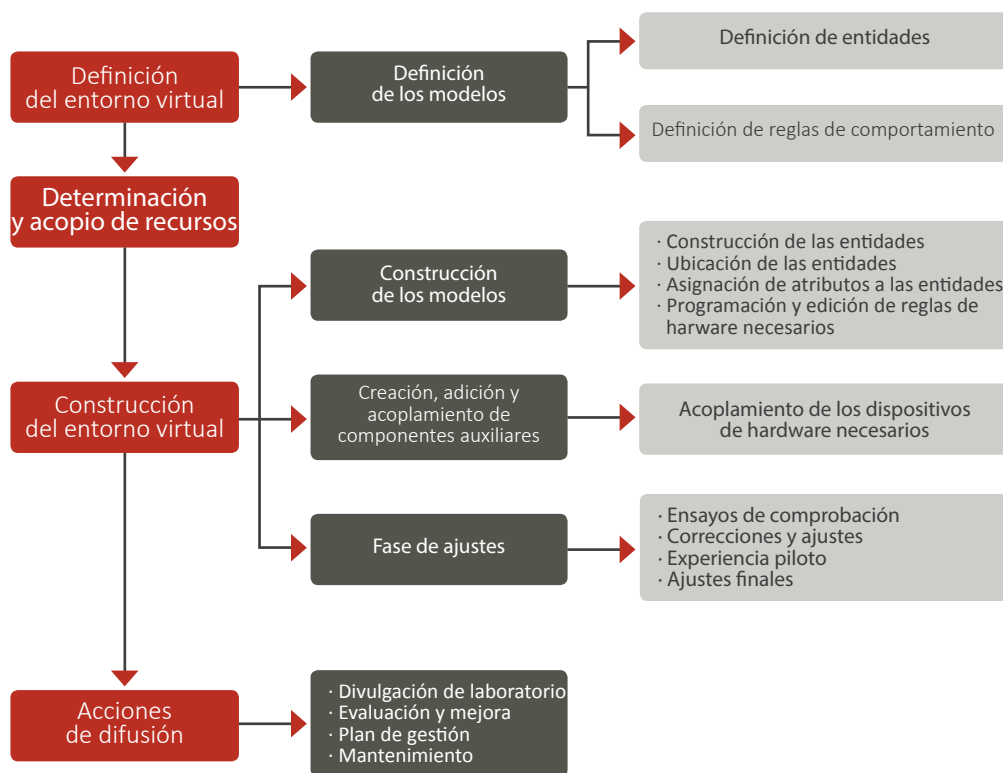 Definición
del entorno virtual
Definición
de los modelos
Definición de entidades
Definición de reglas de comportamiento
Determinación
y acopio de recursos
Construcción
del entorno virtual
Construcción
de los modelos
· Construcción de las entidades
· Ubicación de las entidades
· Asignación de atributos a las entidades
· Programación y edición de reglas de
harware necesarios
Creación, adición y
acoplamiento de
componentes auxiliares
Acoplamiento de los dispositivos
de hardware necesarios
Fase de ajustes
· Ensayos de comprobación
· Correcciones y ajustes
· Experiencia piloto
· Ajustes finales
Acciones
de difusión
· Divulgación de laboratorio
· Evaluación y mejora
· Plan de gestión
· Mantenimiento